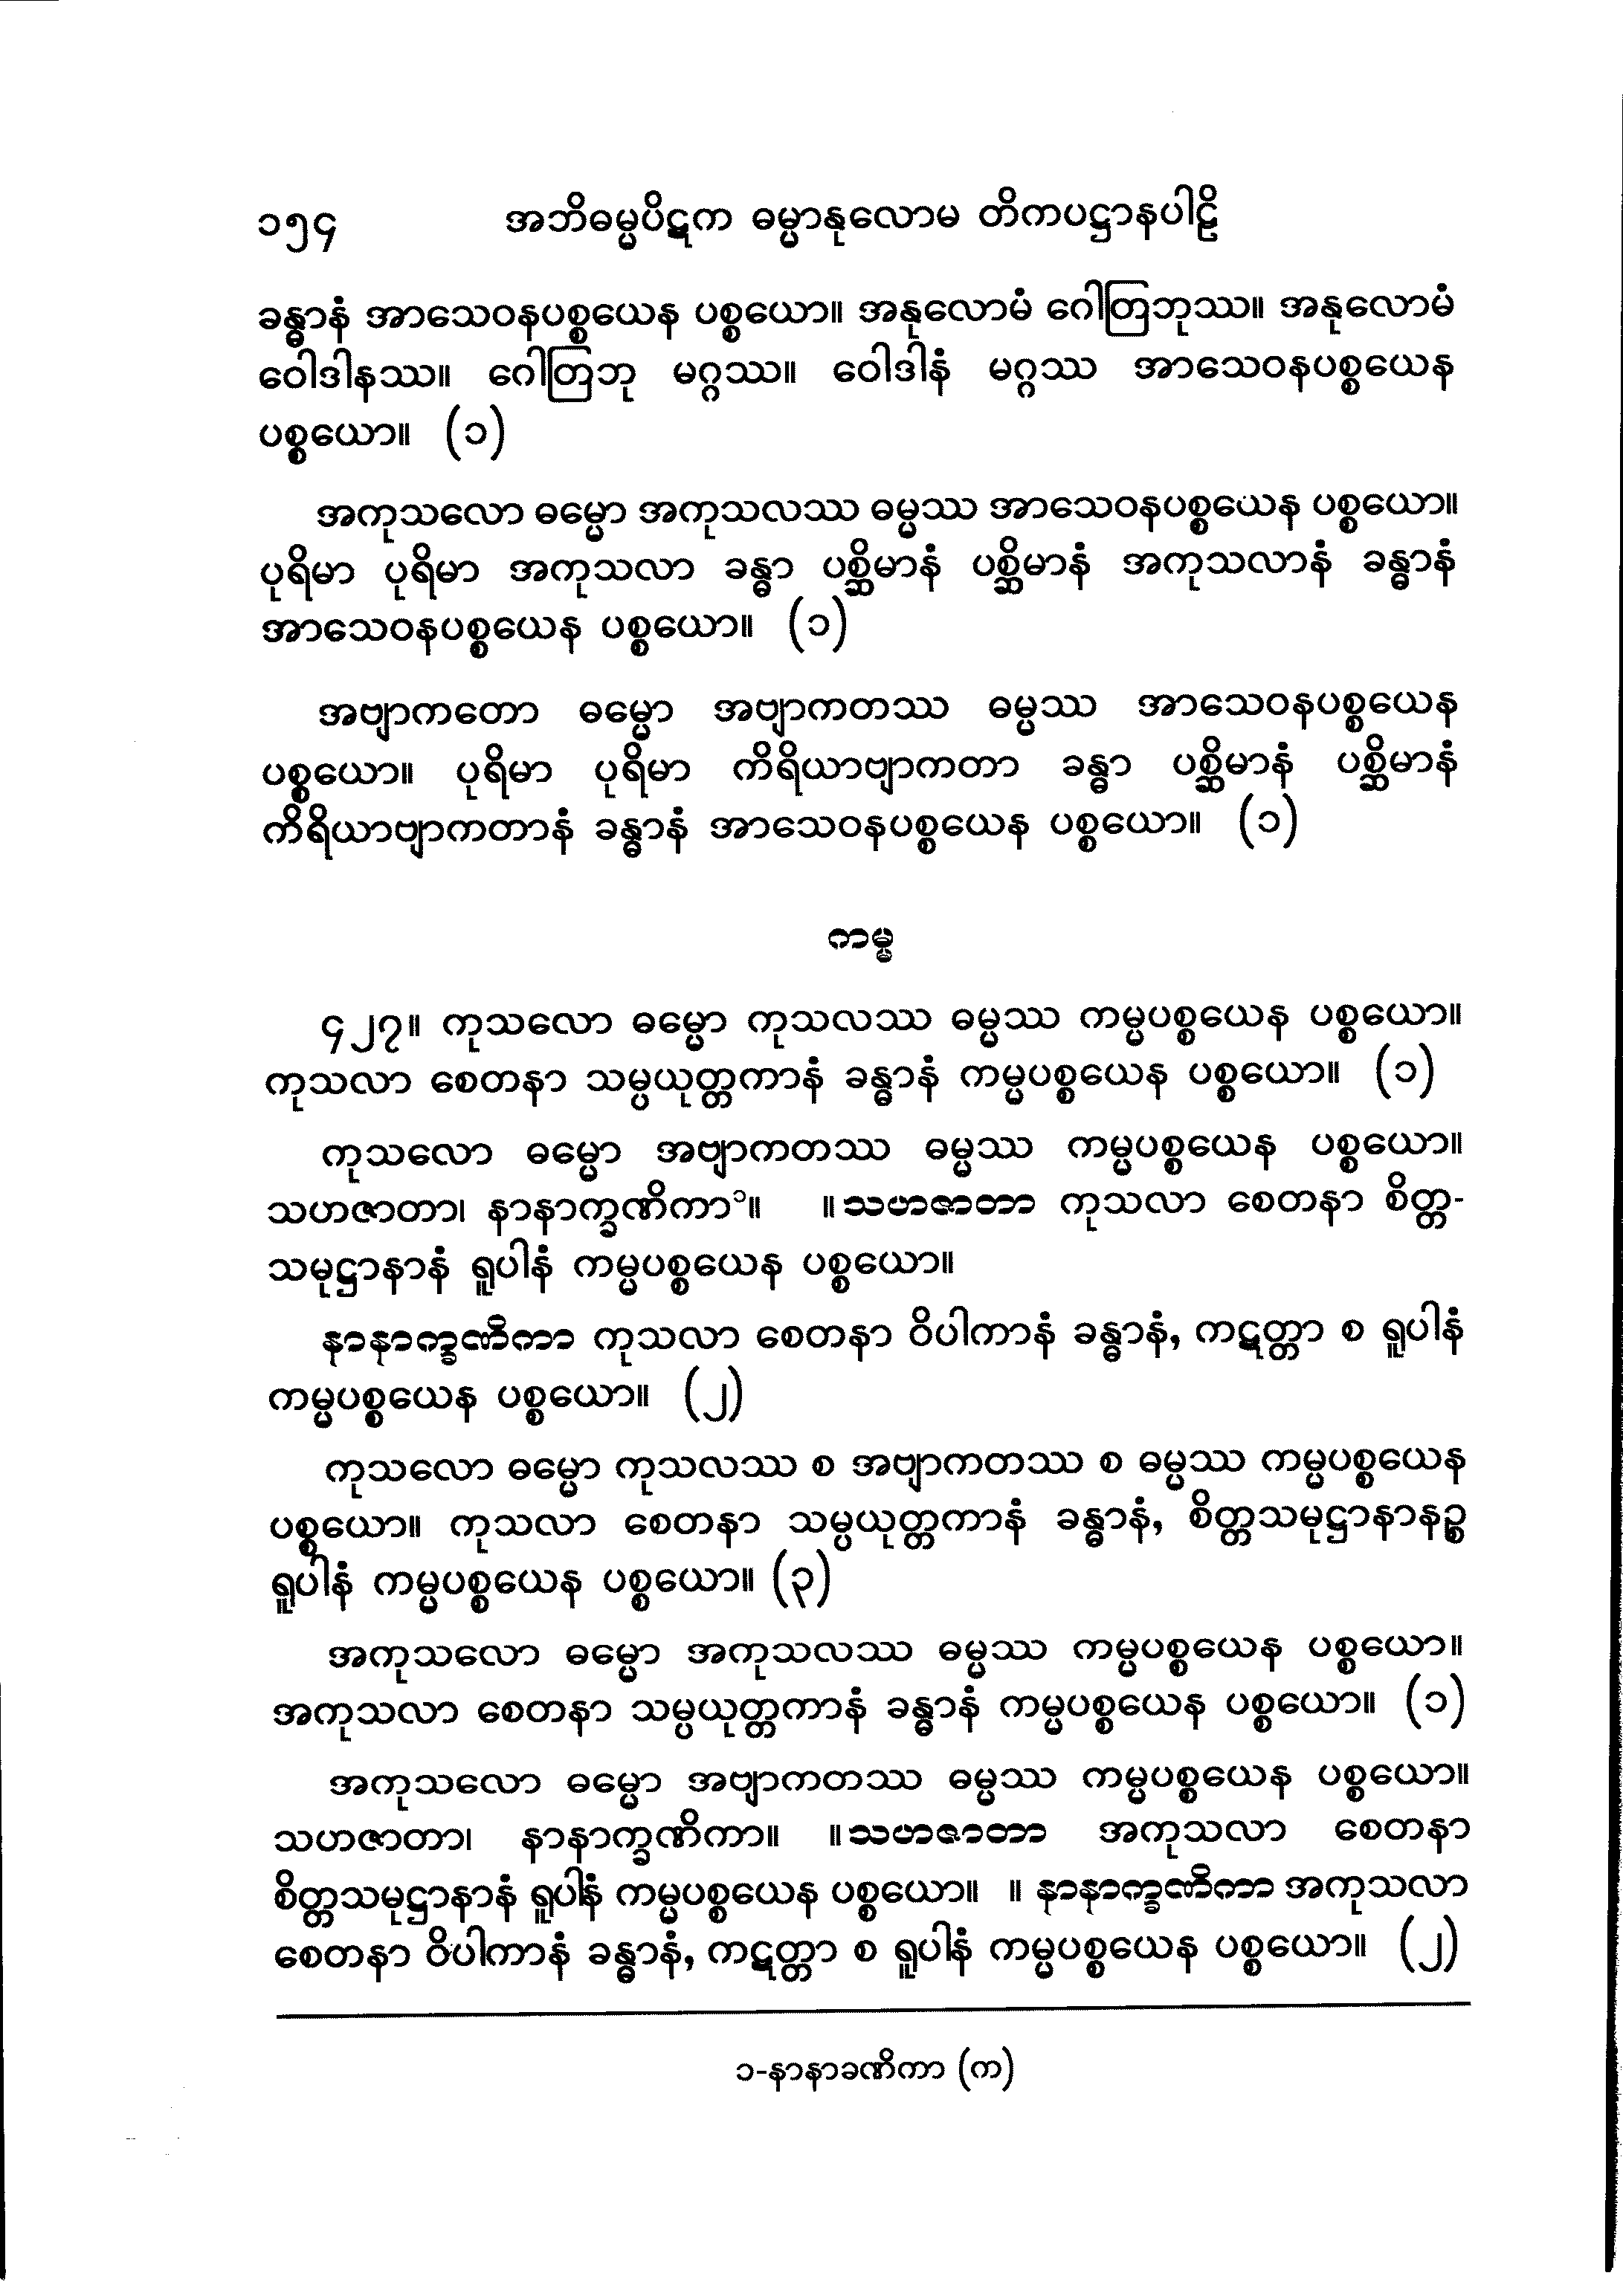 ၁၅၄ အဘိဓမ္မပိဋက ဓမ္မာနုလောမ တိကပဋ္ဌာနပါဠိ
ခန္ဓာနံ အာသေဝနပစ္စယေန ပစ္စယော။ အနုလောမံ ဂေါတြဘုဿ။ အနုလောမံ
ဝေါဒါနဿ။ ဂေါတြဘု မဂ္ဂဿ။ ဝေါဒါနံ မဂ္ဂဿ အာသေဝနပစ္စယေန
ပစ္စယော။ (၁)
အကုသလော ဓမ္မော အကုသလဿ ဓမ္မဿ အာသေဝနပစ္စယေန ပစ္စယော။
ပုရိမာ ပုရိမာ အကုသလာ ခန္ဓာ ပစ္ဆိမာနံ ပစ္ဆိမာနံ အကုသလာနံ ခန္ဓာနံ
အာသေဝနပစ္စယေန ပစ္စယော။ (၁)
အဗျာကတော ဓမ္မော အဗျာကတဿ ဓမ္မဿ အာသေဝနပစ္စယေန
ပစ္စယော။ ပုရိမာ ပုရိမာ ကိရိယာဗျာကတာ ခန္ဓာ ပစ္ဆိမာနံ ပစ္ဆိမာနံ
ကိရိယာဗျာကတာနံ ခန္ဓာနံ အာသေဝနပစ္စယေန ပစ္စယော။ (၁)
ကမ္မ
၄၂၇။ ကုသလော ဓမ္မော ကုသလဿ ဓမ္မဿ ကမ္မပစ္စယေန ပစ္စယော။
ကုသလာ စေတနာ သမ္ပယုတ္တကာနံ ခန္ဓာနံ ကမ္မပစ္စယေန ပစ္စယော။ (၁)
ကုသလော ဓမ္မော အဗျာကတဿ ဓမ္မဿ ကမ္မပစ္စယေန ပစ္စယော။
သဟဇာတာ၊ နာနာက္ခဏိကာ၁။ ။သဟဇာတာ ကုသလာ စေတနာ စိတ္တ-
သမုဋ္ဌာနာနံ ရူပါနံ ကမ္မပစ္စယေန ပစ္စယော။
နာနာက္ခဏိကာ ကုသလာ စေတနာ ဝိပါကာနံ ခန္ဓာနံ, ကဋတ္တာ စ ရူပါနံ
ကမ္မပစ္စယေန ပစ္စယော။ (၂)
ကုသလော ဓမ္မော ကုသလဿ စ အဗျာကတဿ စ ဓမ္မဿ ကမ္မပစ္စယေန
ပစ္စယော။ ကုသလာ စေတနာ သမ္ပယုတ္တကာနံ ခန္ဓာနံ, စိတ္တသမုဋ္ဌာနာနဉ္စ
ရူပါနံ ကမ္မပစ္စယေန ပစ္စယော။ (၃)
အကုသလော ဓမ္မော အကုသလဿ ဓမ္မဿ ကမ္မပစ္စယေန ပစ္စယော။
အကုသလာ စေတနာ သမ္ပယုတ္တကာနံ ခန္ဓာနံ ကမ္မပစ္စယေန ပစ္စယော။ (၁)
အကုသလော ဓမ္မော အဗျာကတဿ ဓမ္မဿ ကမ္မပစ္စယေန ပစ္စယော။
သဟဇာတာ၊ နာနာက္ခဏိကာ။ ။သဟဇာတာ အကုသလာ စေတနာ
စိတ္တသမုဋ္ဌာနာနံ ရူပါနံ ကမ္မပစ္စယေန ပစ္စယော။ ။ နာနာက္ခဏိကာ အကုသလာ
စေတနာ ဝိပါကာနံ ခန္ဓာနံ, ကဋတ္တာ စ ရူပါနံ ကမ္မပစ္စယေန ပစ္စယော။ (၂)
၁-နာနာခဏိကာ (က)